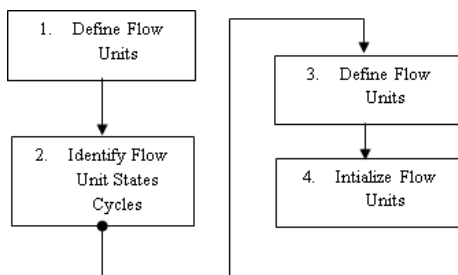 1. Define Flow
Units
2. Identify Flow
Unit States
Cycles
3. Define Flow
Units
4. Intialize Flow
Units